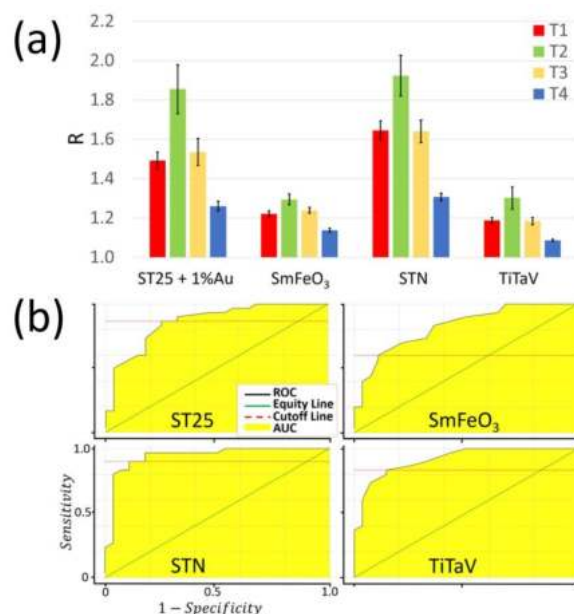 (a)
2.2
2.0
1.8
1.6
1.4
1.2
1.0
R
T1
T2
T3
T4
ST25 + 1%Au
SmFeO₃
STN
TiTaV
(b)
ROC
Equity Line
Cutoff Line
AUC
ST25
SmFeO₃
1.0
0.5
0
Sensitivity
STN
TiTaV
0
0.5
1.0
1 − Specificity